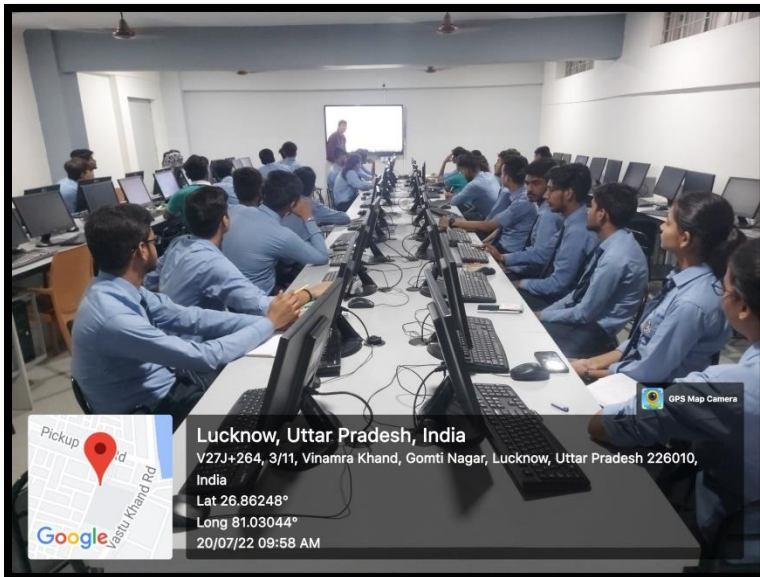 GPS Map Camera
Pickup
Rd
Vastu Khand Rd
Google
Lucknow, Uttar Pradesh, India
V27J+264, 3/11, Vinamra Khand, Gomti Nagar, Lucknow, Uttar Pradesh 226010,
India
Lat 26.86248°
Long 81.03044°
20/07/22 09:58 AM